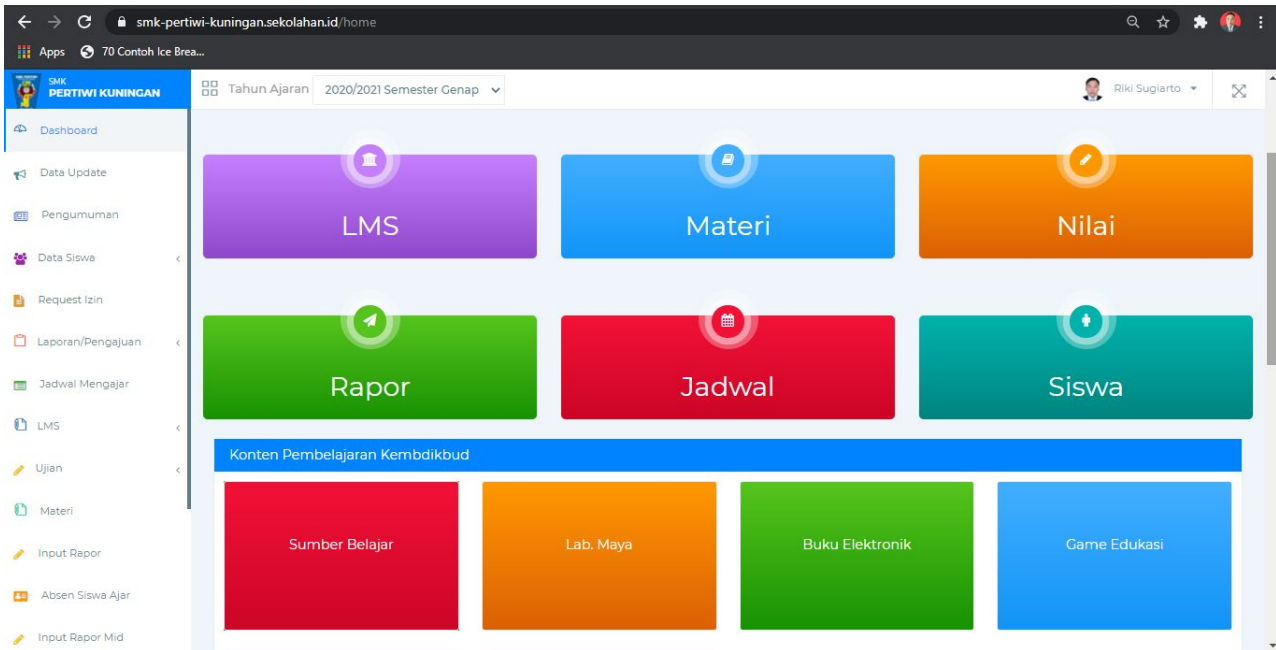 smk-pertiwi-kuningan.sekolahan.id/home
Apps 70 Contoh Ice Brea...
SMK
PERTIWI KUNINGAN
Tahun Ajaran 2020/2021 Semester Genap
Riki Sugiarto
Dashboard
Data Update
Pengumuman
Data Siswa
Request Izin
Laporan/Pengajuan
Jadwal Mengajar
LMS
Ujian
Materi
Input Rapor
Absen Siswa Ajar
Input Rapor Mid
LMS
Materi
Nilai
Rapor
Jadwal
Siswa
Konten Pembelajaran Kembdikbud
Sumber Belajar
Lab. Maya
Buku Elektronik
Game Edukasi